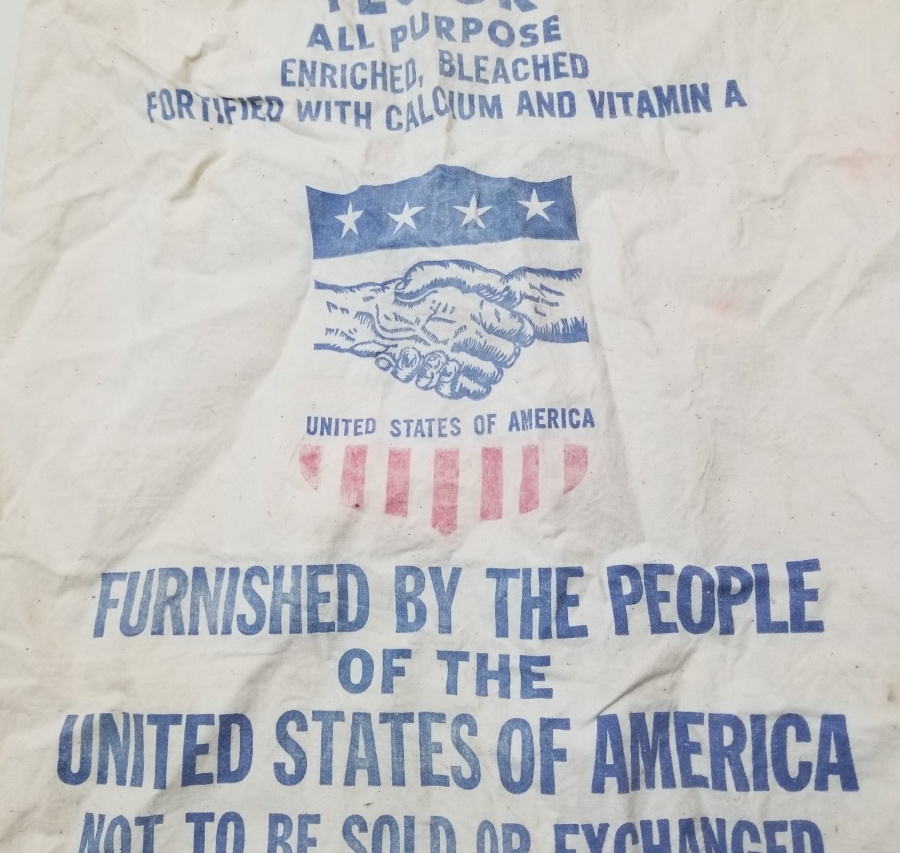 FLOUR
ALL PURPOSE
ENRICHED, BLEACHED
FORTIFIED WITH CALCIUM AND VITAMIN A
UNITED STATES OF AMERICA
FURNISHED BY THE PEOPLE
OF THE
UNITED STATES OF AMERICA
NOT TO BE SOLD OR EXCHANGED